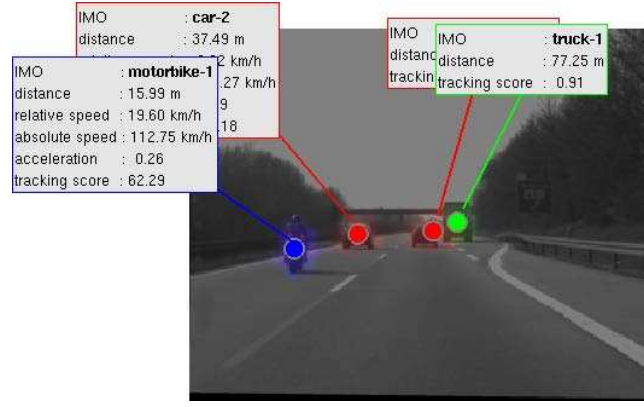 IMO : car-2
distance : 37.49 m
km/h
.27 km/h
9
.18
IMO : motorbike-1
distance : 15.99 m
relative speed : 19.60 km/h
absolute speed : 112.75 km/h
acceleration : 0.26
tracking score : 62.29
IMO
distanc
tracking
IMO : truck-1
distance : 77.25 m
tracking score : 0.91